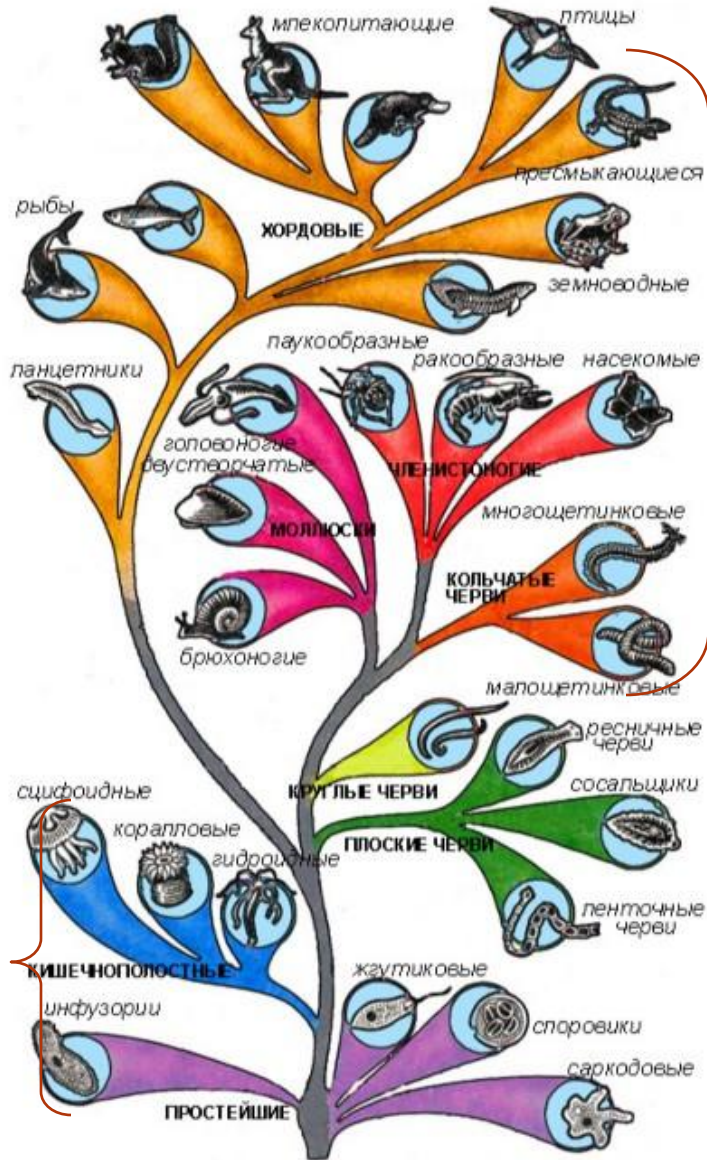 млекопитающие
птицы
пресмыкающиеся
рыбы
ХОРДОВЫЕ
земноводные
паукообразные
ракообразные
насекомые
ланцетники
головоногие
двустворчатые
ЧЛЕНИСТОНОГИЕ
многощетинковые
МОЛЛЮСКИ
КОЛЬЧАТЫЕ
ЧЕРВИ
брюхоногие
малощетинковые
ресничные
черви
КРУГЛЫЕ ЧЕРВИ
сосальщики
сцифоидные
коралловые
гидроидные
ПЛОСКИЕ ЧЕРВИ
ленточные
черви
КИШЕЧНОПОЛОСТНЫЕ
жгутиковые
инфузории
споровики
саркодовые
ПРОСТЕЙШИЕ